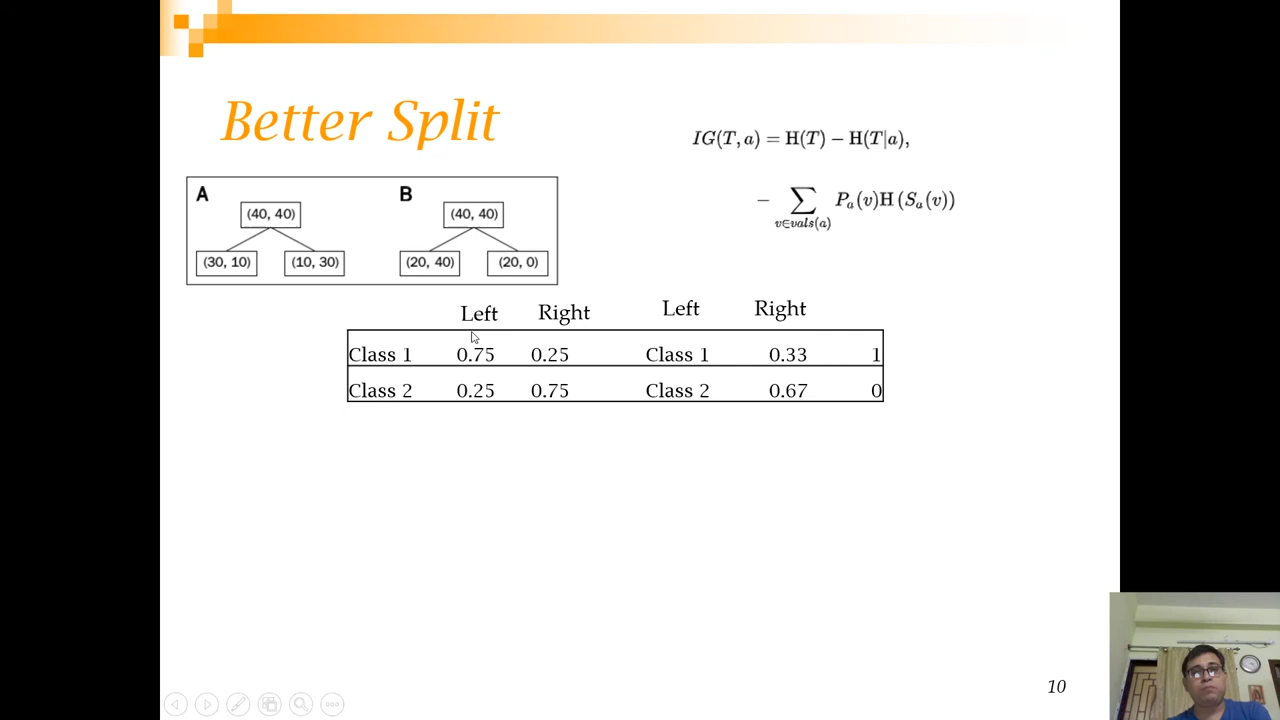 Better Split
IG(T, a) = H(T) − H(T|a),
− ∑ Pₐ(v)H (Sₐ(v))
v∈vals(a)
A B
(40, 40) (40, 40)
(30, 10) (10, 30) (20, 40) (20, 0)
Left Right Left Right
Class 1 0.75 0.25 Class 1 0.33 1
Class 2 0.25 0.75 Class 2 0.67 0
10